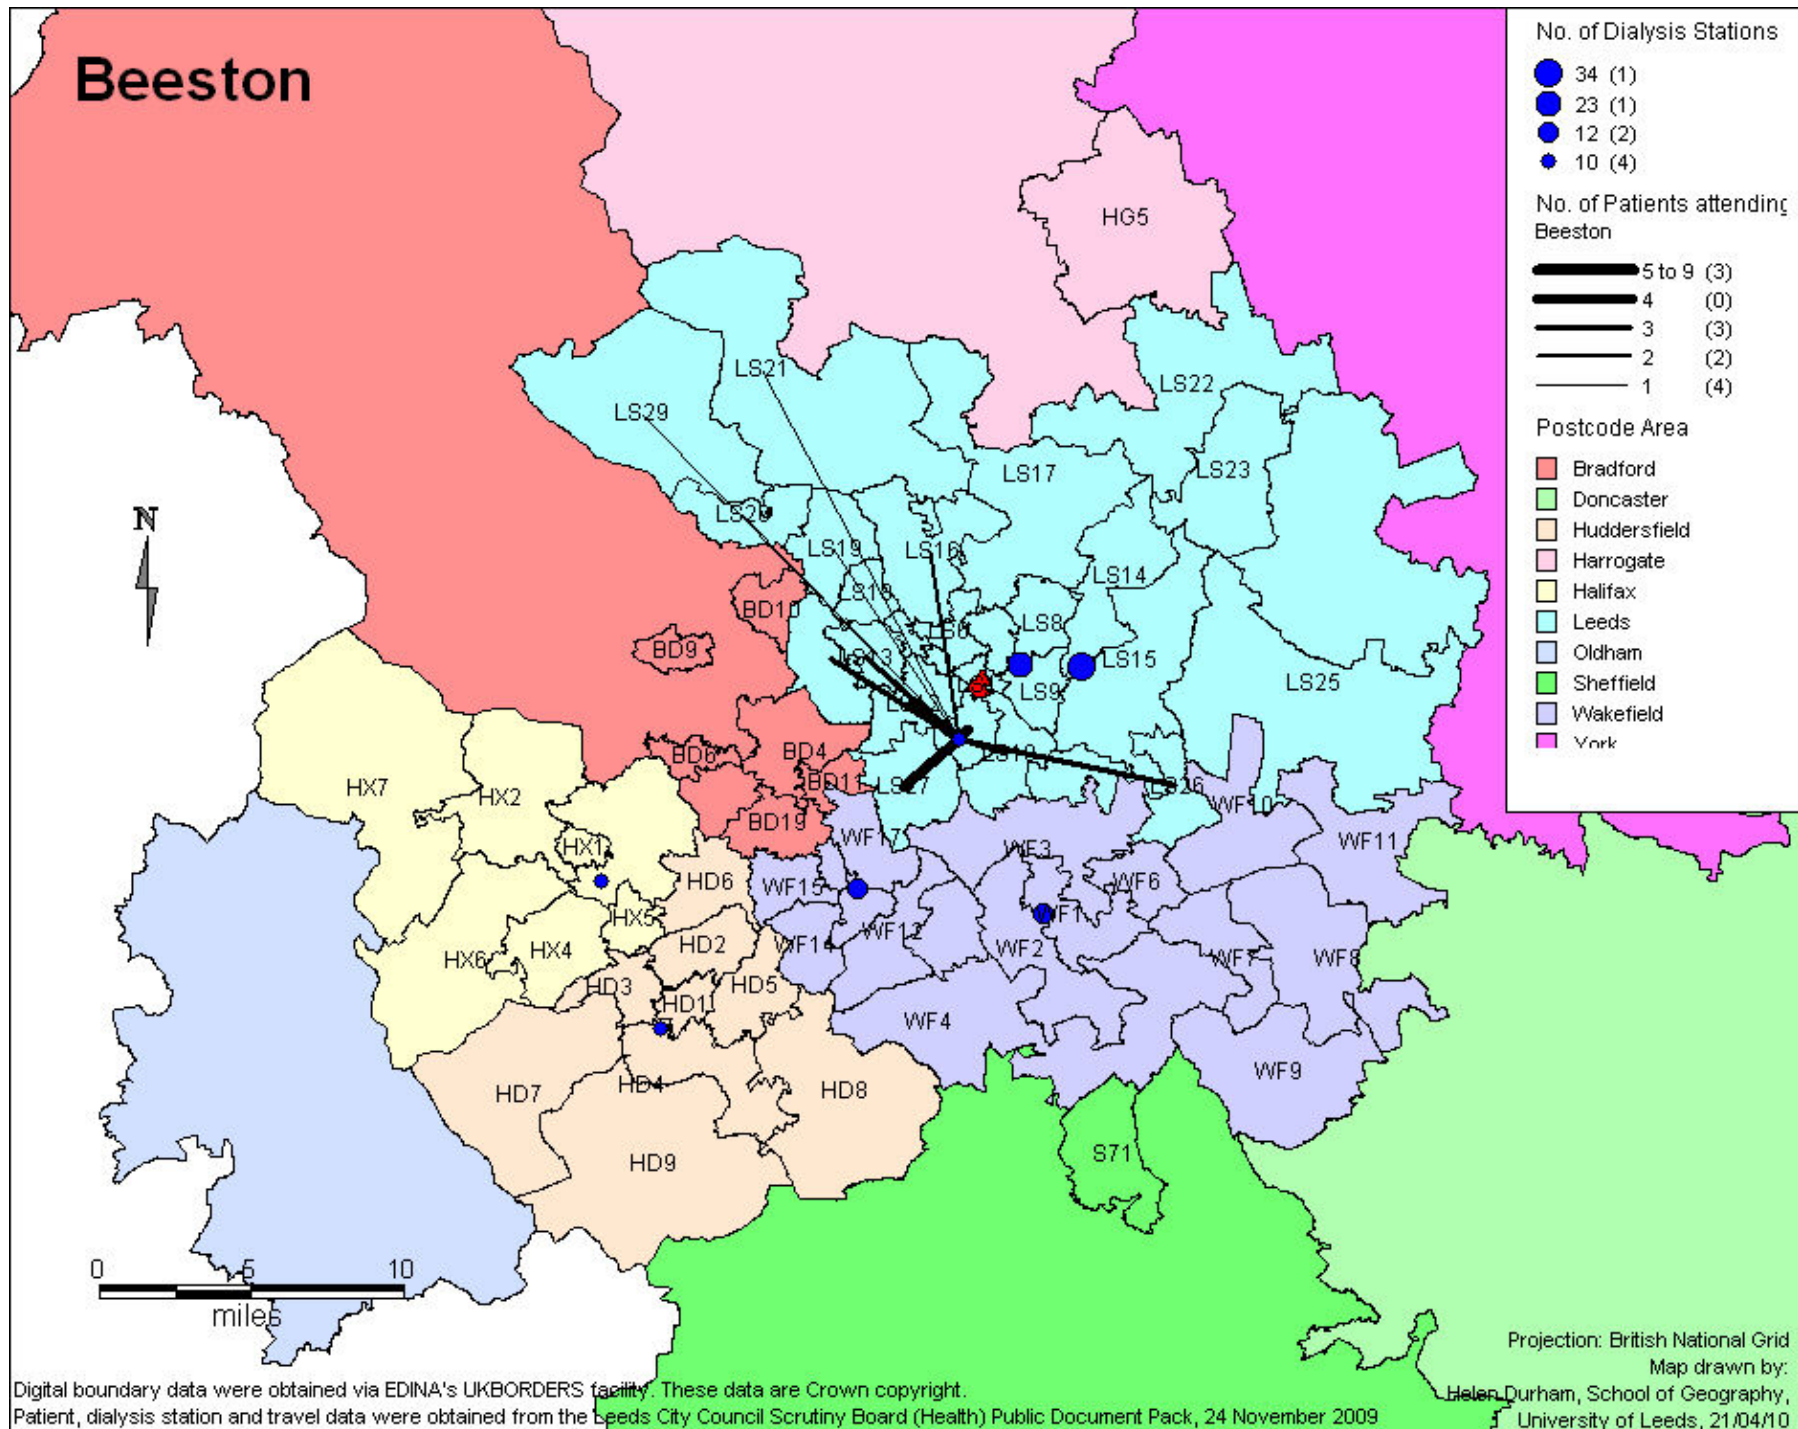 Beeston
No. of Dialysis Stations
34 (1)
23 (1)
12 (2)
10 (4)
No. of Patients attending
Beeston
5 to 9 (3)
4 (0)
3 (3)
2 (2)
1 (4)
Postcode Area
Bradford
Doncaster
Huddersfield
Harrogate
Halifax
Leeds
Oldham
Sheffield
Wakefield
York
N
HG5
LS21
LS22
LS29
LS17
LS23
LS20
LS19
LS16
LS14
LS18
BD10
LS6
LS8
BD9
LS13
LS15
LS9
LS25
BD6
BD4
LS10
BD11
LS27
LS26
HX7
HX2
WF10
BD19
WF17
WF3
WF11
HX1
HD6
WF15
WF6
HX5
WF1
WF12
HX4
HD2
WF14
WF2
HX6
WF7
WF8
HD3
HD5
HD1
WF4
HD7
HD4
HD8
WF9
HD9
S71
0 5 10
miles
Projection: British National Grid
Map drawn by:
Helen Durham, School of Geography,
University of Leeds, 21/04/10
Digital boundary data were obtained via EDINA's UKBORDERS facility. These data are Crown copyright.
Patient, dialysis station and travel data were obtained from the Leeds City Council Scrutiny Board (Health) Public Document Pack, 24 November 2009